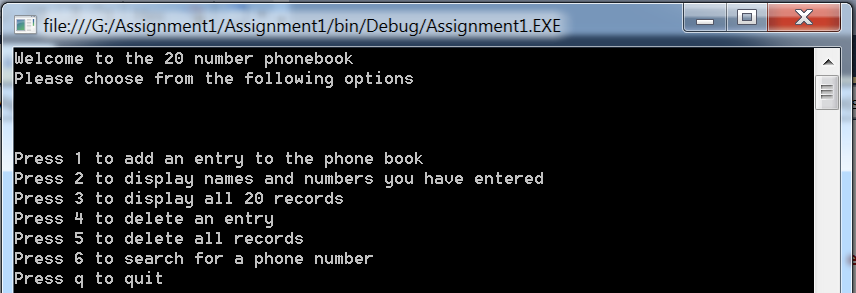 file:///G:/Assignment1/Assignment1/bin/Debug/Assignment1.EXE
Welcome to the 20 number phonebook
Please choose from the following options
Press 1 to add an entry to the phone book
Press 2 to display names and numbers you have entered
Press 3 to display all 20 records
Press 4 to delete an entry
Press 5 to delete all records
Press 6 to search for a phone number
Press q to quit